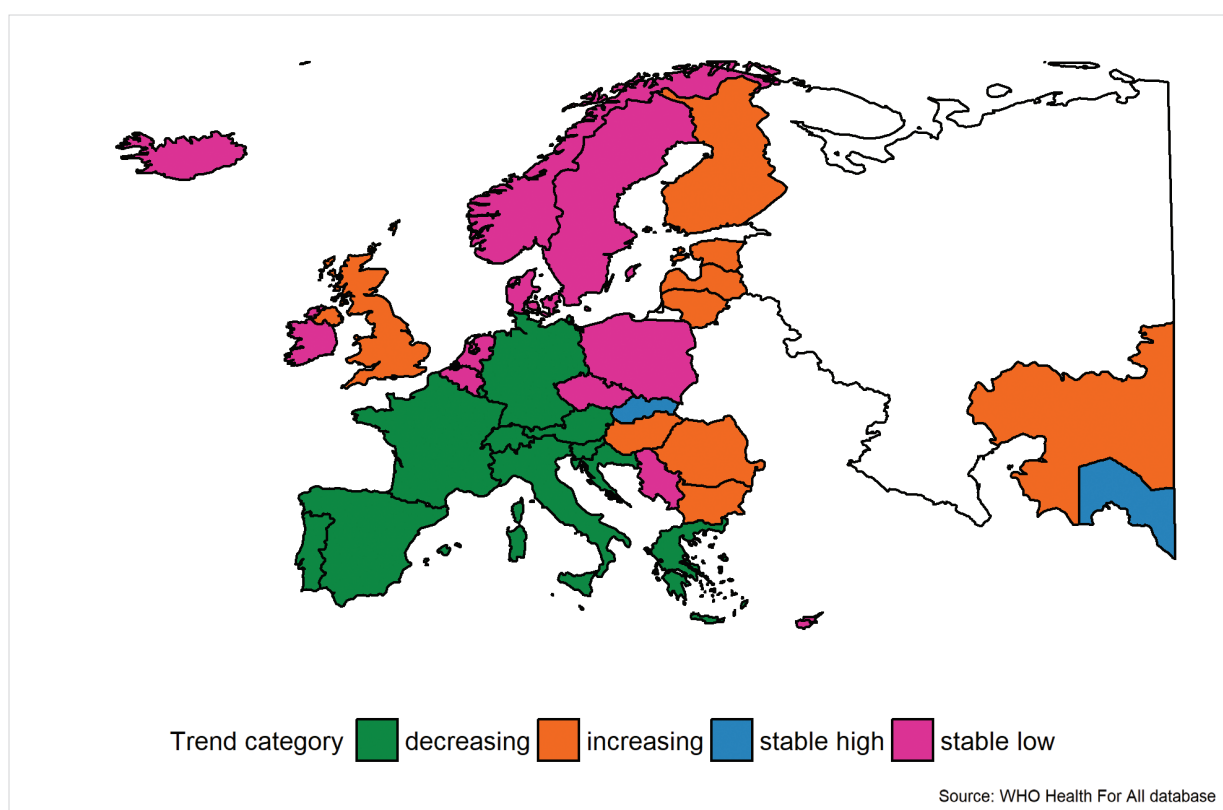 Trend category decreasing increasing stable high stable low
Source: WHO Health For All database